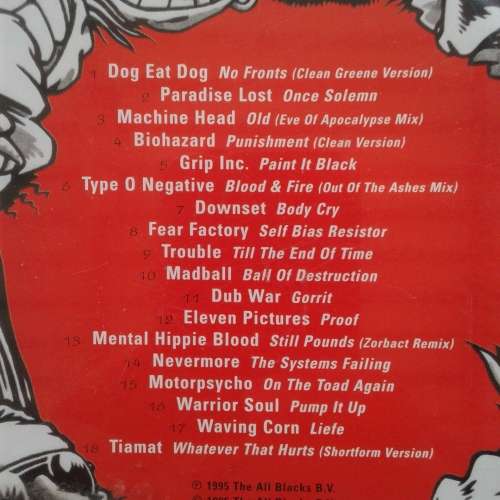 1 Dog Eat Dog No Fronts (Clean Greene Version)
2 Paradise Lost Once Solemn
3 Machine Head Old (Eve Of Apocalypse Mix)
4 Biohazard Punishment (Clean Version)
5 Grip Inc. Paint It Black
6 Type O Negative Blood & Fire (Out Of The Ashes Mix)
7 Downset Body Cry
8 Fear Factory Self Bias Resistor
9 Trouble Till The End Of Time
10 Madball Ball Of Destruction
11 Dub War Gorrit
12 Eleven Pictures Proof
13 Mental Hippie Blood Still Pounds (Zorbact Remix)
14 Nevermore The Systems Failing
15 Motorpsycho On The Toad Again
16 Warrior Soul Pump It Up
17 Waving Corn Liefe
18 Tiamat Whatever That Hurts (Shortform Version)
℗ 1995 The All Blacks B.V.
© 1995 The All Blacks B.V.